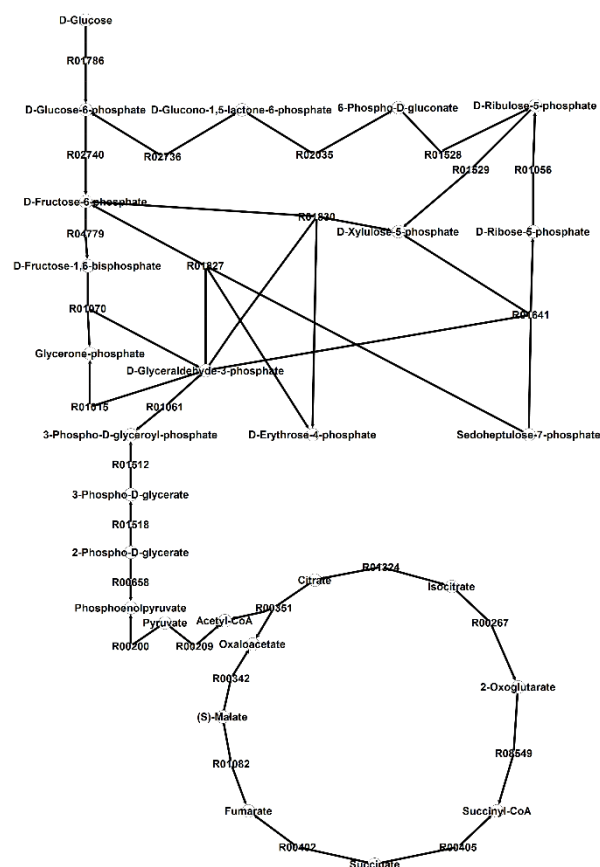 D-Glucose
R01786
D-Glucose-6-phosphate
D-Glucono-1,5-lactone-6-phosphate
6-Phospho-D-gluconate
D-Ribulose-5-phosphate
R02740
R02736
R02035
R01528
R01529
R01056
D-Fructose-6-phosphate
R01830
D-Xylulose-5-phosphate
D-Ribose-5-phosphate
R04779
D-Fructose-1,6-bisphosphate
R01827
R01070
R01641
Glycerone-phosphate
D-Glyceraldehyde-3-phosphate
R01015
R01061
3-Phospho-D-glyceroyl-phosphate
D-Erythrose-4-phosphate
Sedoheptulose-7-phosphate
R01512
3-Phospho-D-glycerate
R01518
2-Phospho-D-glycerate
R00658
Phosphoenolpyruvate
Pyruvate
Acetyl-CoA
R00351
Citrate
R01324
Isocitrate
R00267
R00200
R00209
Oxaloacetate
R00342
2-Oxoglutarate
(S)-Malate
R01082
R08549
Fumarate
Succinyl-CoA
R00402
R00405
Succinate